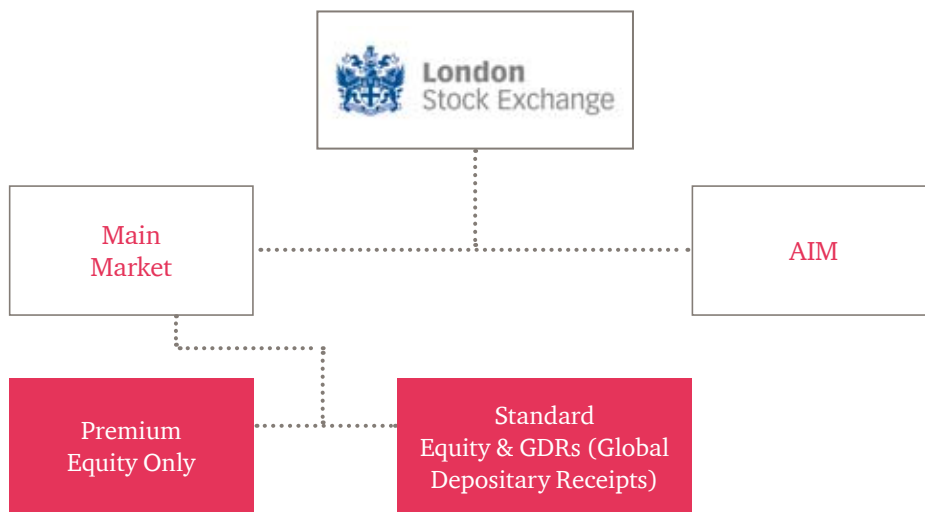 London
Stock Exchange
Main
Market
AIM
Premium
Equity Only
Standard
Equity & GDRs (Global
Depositary Receipts)